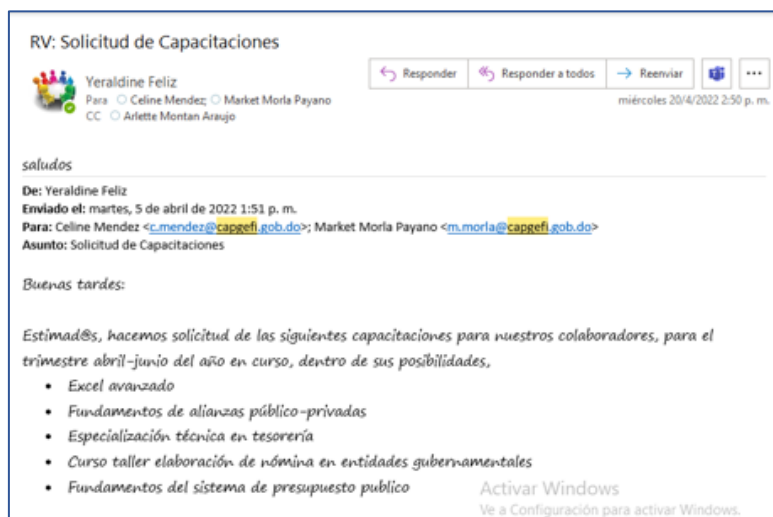 RV: Solicitud de Capacitaciones
Responder
Responder a todos
Reenviar
Yeraldine Feliz
Para Celine Mendez; Market Morla Payano
miércoles 20/4/2022 2:50 p. m.
CC Arlette Montan Araujo
saludos
De: Yeraldine Feliz
Enviado el: martes, 5 de abril de 2022 1:51 p. m.
Para: Celine Mendez <c.mendez@capgefi.gob.do>; Market Morla Payano <m.morla@capgefi.gob.do>
Asunto: Solicitud de Capacitaciones
Buenas tardes:
Estimad@s, hacemos solicitud de las siguientes capacitaciones para nuestros colaboradores, para el
trimestre abril-junio del año en curso, dentro de sus posibilidades,
• Excel avanzado
• Fundamentos de alianzas público-privadas
• Especialización técnica en tesorería
• Curso taller elaboración de nómina en entidades gubernamentales
• Fundamentos del sistema de presupuesto publico
Activar Windows
Ve a Configuración para activar Windows.